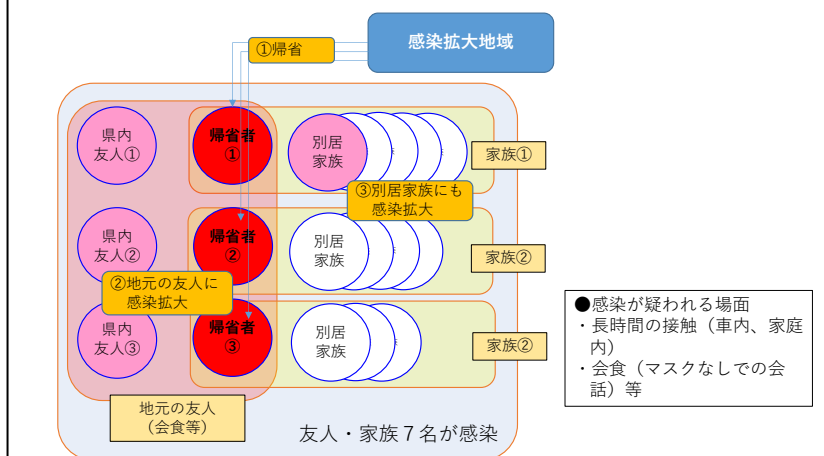 感染拡大地域
①帰省
県内
友人①
帰省者
①
別居
家族
家族①
③別居家族にも
感染拡大
県内
友人②
帰省者
②
別居
家族
家族②
②地元の友人に
感染拡大
県内
友人③
帰省者
③
別居
家族
家族②
地元の友人
（会食等）
友人・家族７名が感染
●感染が疑われる場面
・長時間の接触（車内、家庭
内）
・会食（マスクなしでの会
話）等